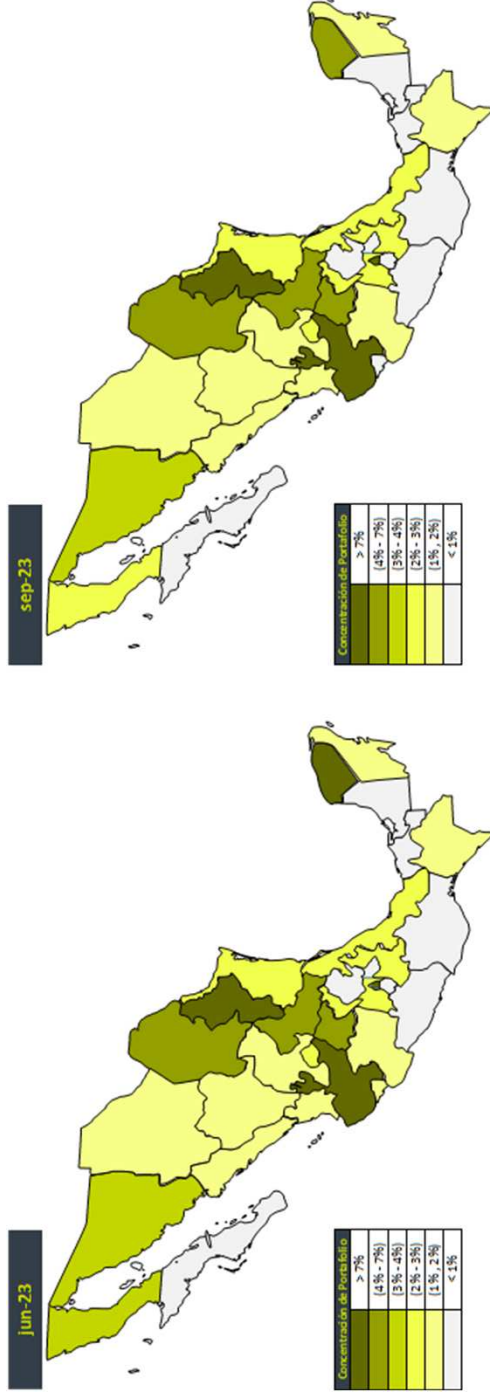 jun-23
Concentración de Portafolio
> 7%
(4% - 7%)
(3% - 4%)
(2% - 3%)
(1% , 2%)
< 1%
sep-23
Concentración de Portafolio
> 7%
(4% - 7%)
(3% - 4%)
(2% - 3%)
(1% , 2%)
< 1%